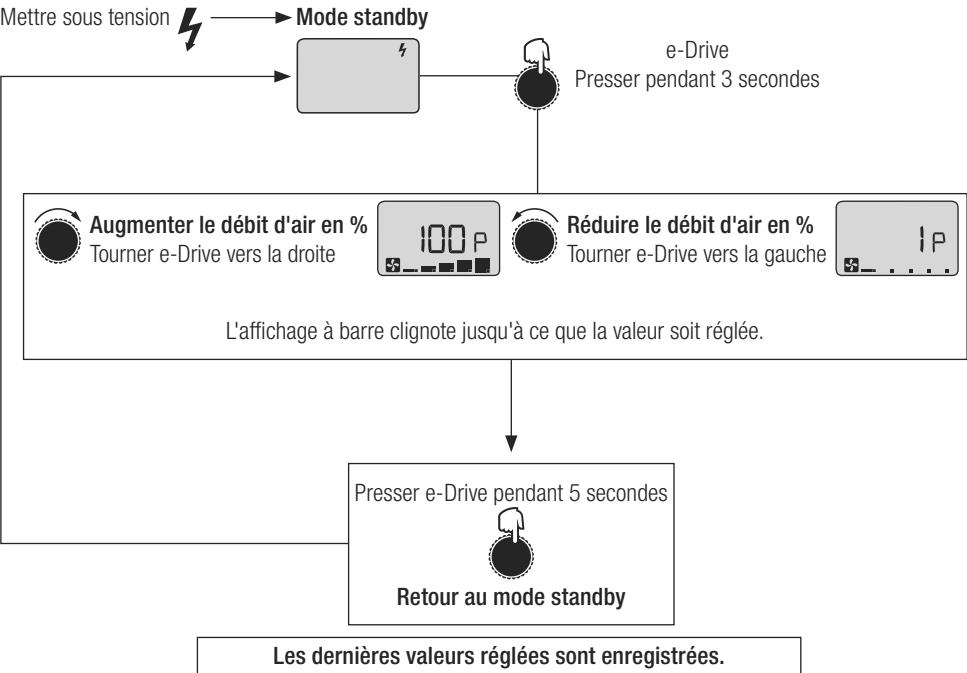 Mettre sous tension
Mode standby
e-Drive
Presser pendant 3 secondes
Augmenter le débit d'air en %
Tourner e-Drive vers la droite
100 P
Réduire le débit d'air en %
Tourner e-Drive vers la gauche
1 P
L'affichage à barre clignote jusqu'à ce que la valeur soit réglée.
Presser e-Drive pendant 5 secondes
Retour au mode standby
Les dernières valeurs réglées sont enregistrées.